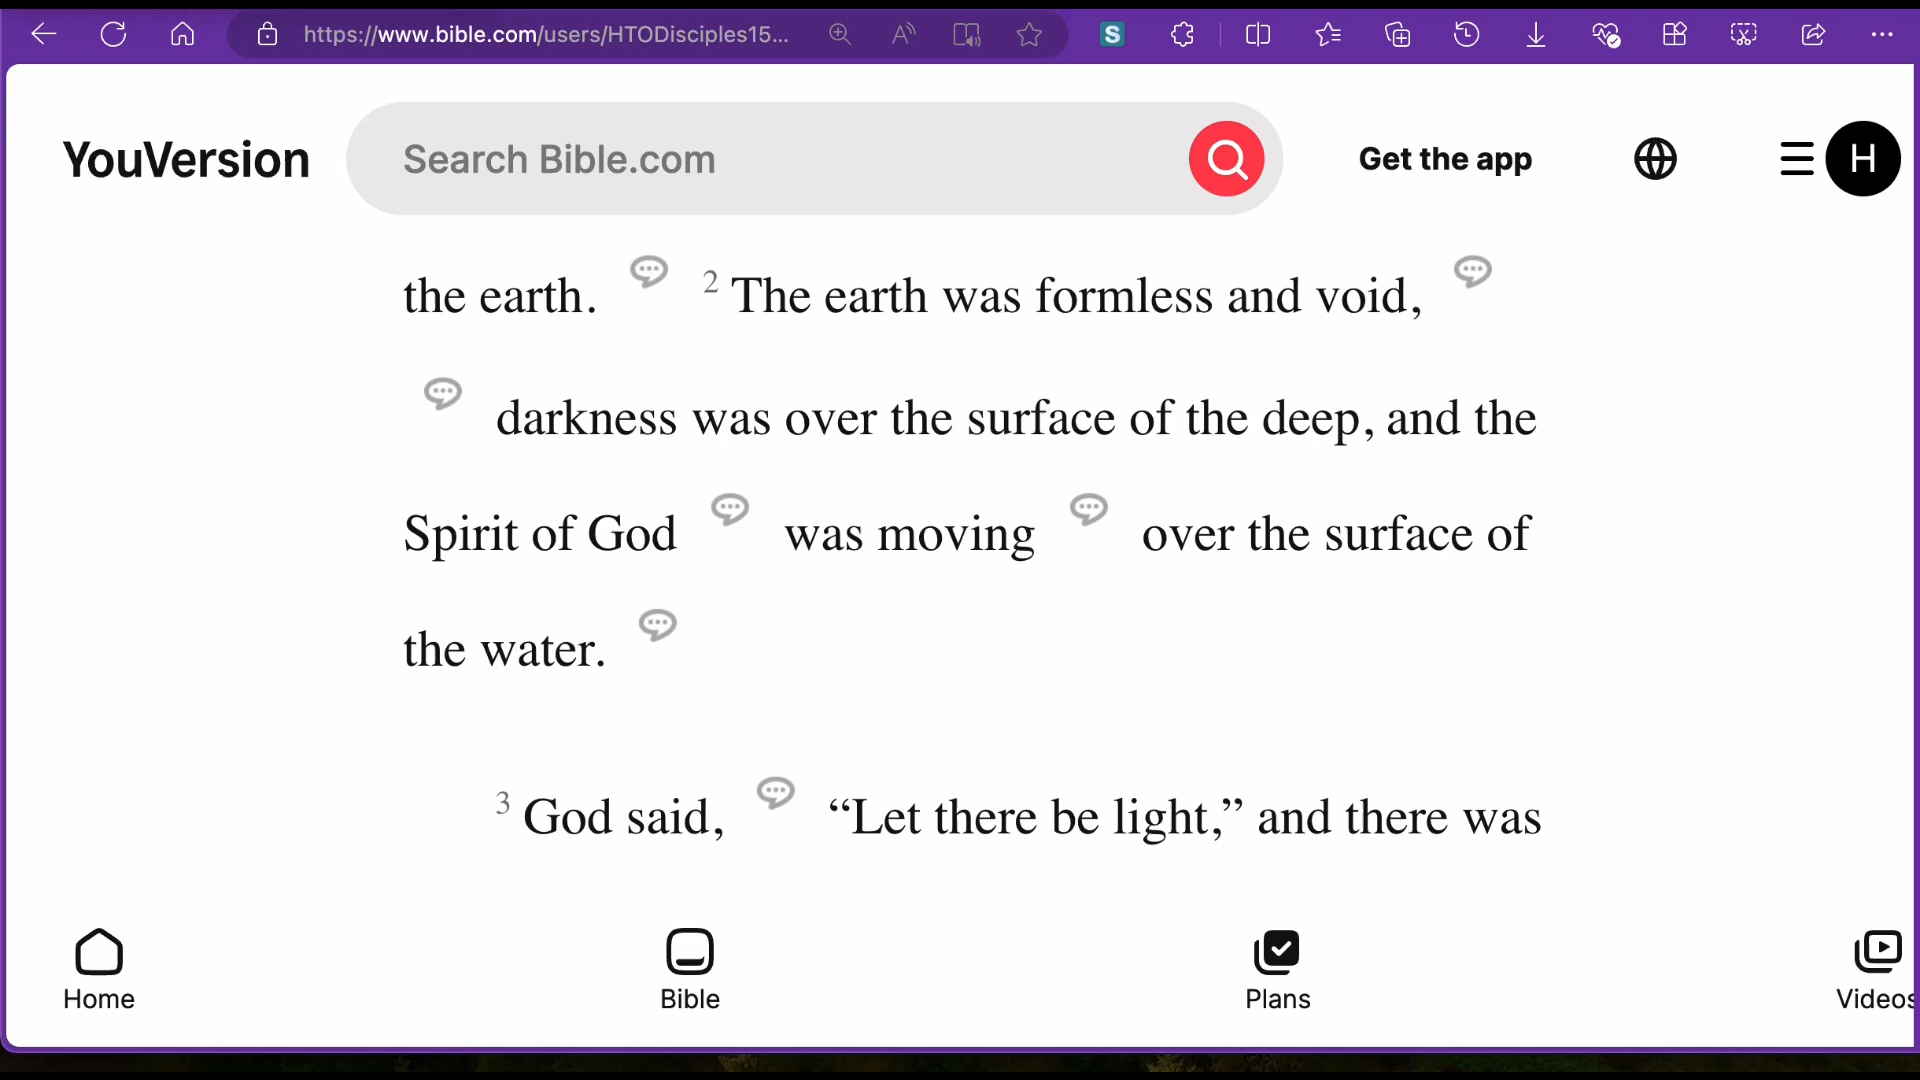 https://www.bible.com/users/HTODisciples15...
YouVersion
Search Bible.com
Get the app
H
the earth. 2 The earth was formless and void,
darkness was over the surface of the deep, and the
Spirit of God was moving over the surface of
the water.
3 God said, “Let there be light,” and there was
Home
Bible
Plans
Videos